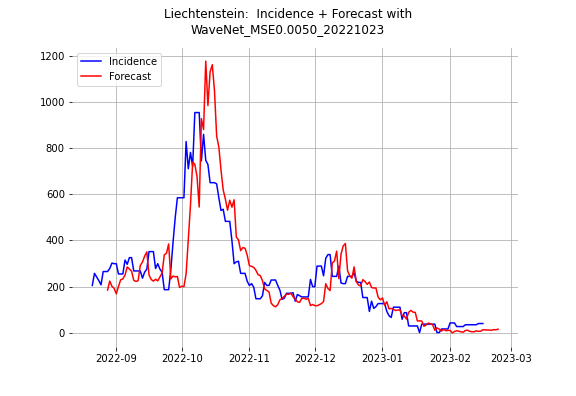 Liechtenstein:  Incidence + Forecast with
WaveNet_MSE0.0050_20221023
Incidence
Forecast
1200
1000
800
600
400
200
0
2022-09 2022-10 2022-11 2022-12 2023-01 2023-02 2023-03